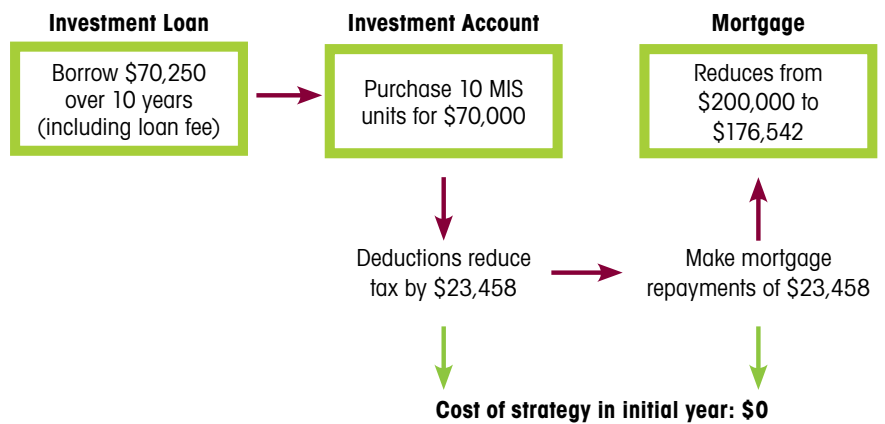 Investment Loan
Borrow $70,250
over 10 years
(including loan fee)
Investment Account
Purchase 10 MIS
units for $70,000
Mortgage
Reduces from
$200,000 to
$176,542
Deductions reduce
tax by $23,458
Make mortgage
repayments of $23,458
Cost of strategy in initial year: $0